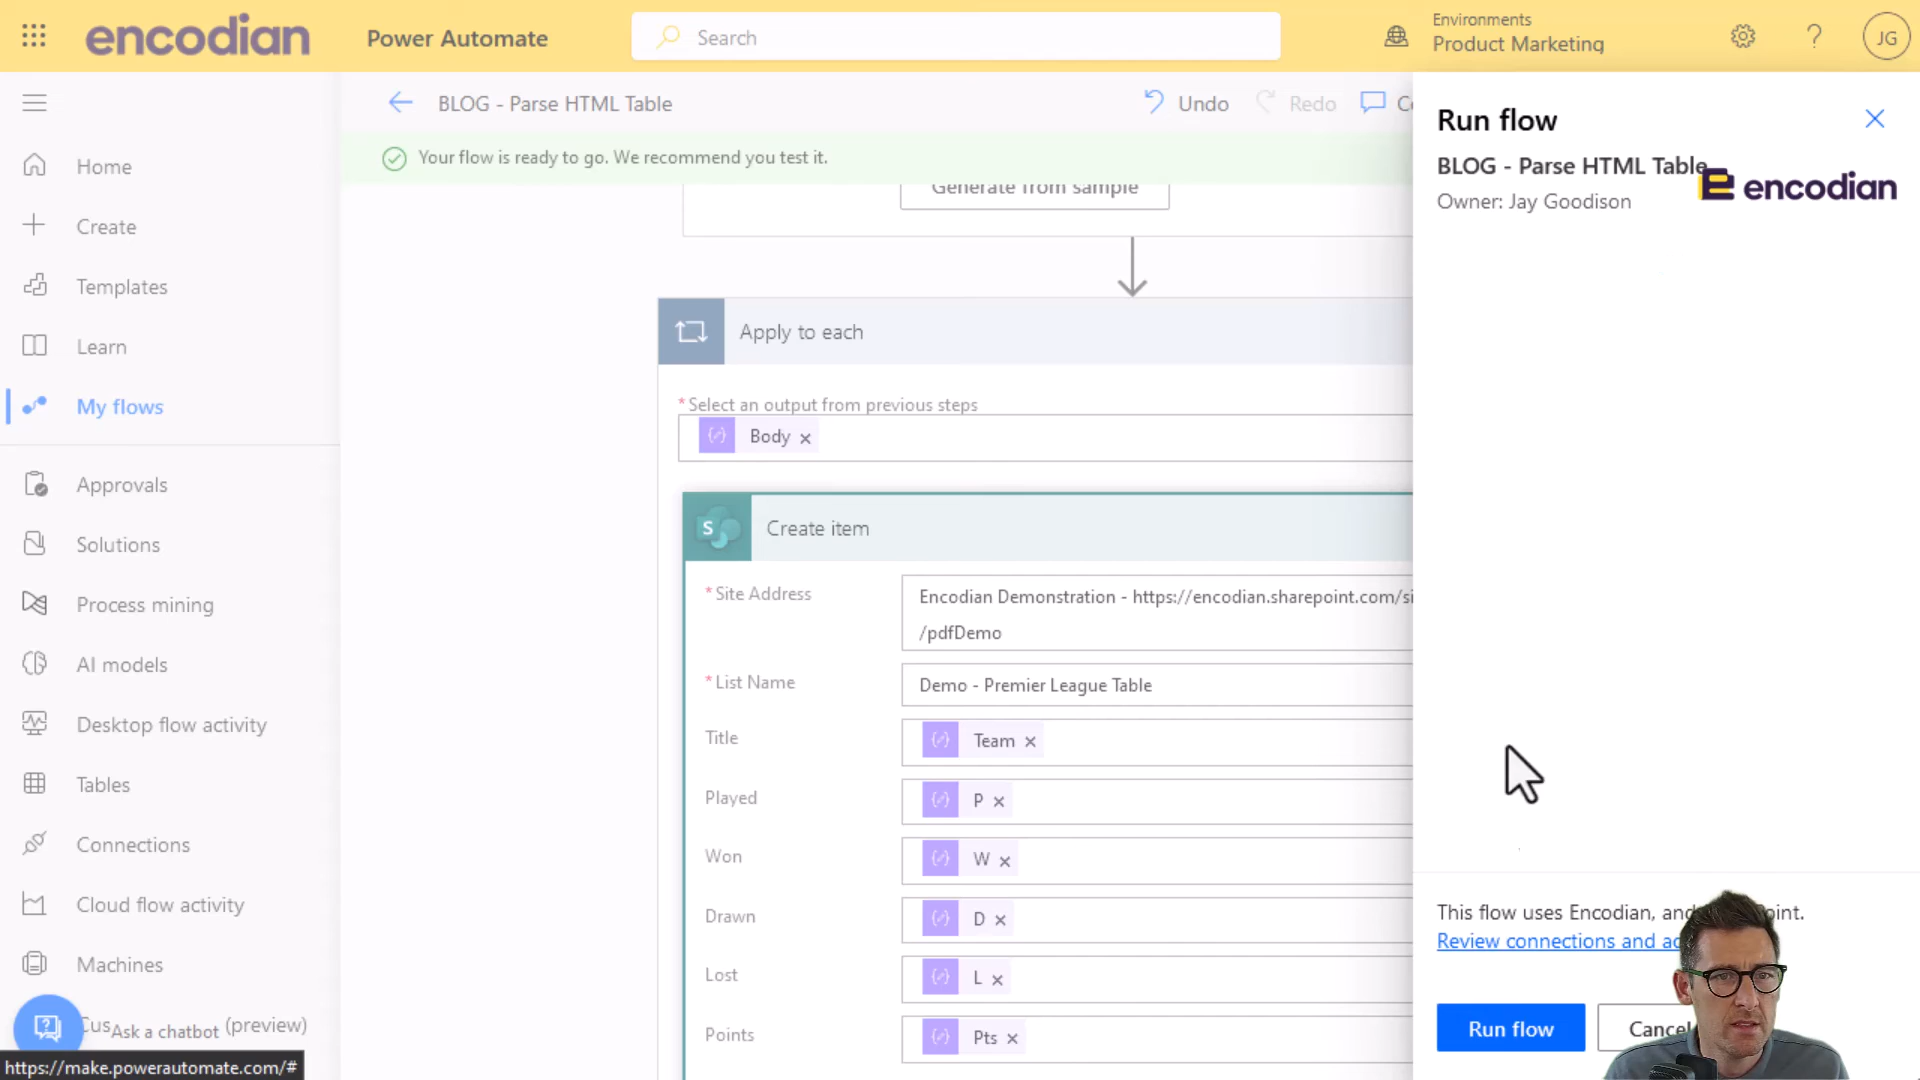 encodian
Power Automate
Search
Environments
Product Marketing
JG
BLOG - Parse HTML Table
Undo
Redo
Your flow is ready to go. We recommend you test it.
Home
Create
Templates
Learn
My flows
Approvals
Solutions
Process mining
AI models
Desktop flow activity
Tables
Connections
Cloud flow activity
Machines
Ask a chatbot (preview)
https://make.powerautomate.com/#
Generate from sample
Apply to each
* Select an output from previous steps
Body ×
S Create item
* Site Address
Encodian Demonstration - https://encodian.sharepoint.com/si
/pdfDemo
* List Name
Demo - Premier League Table
Title
Team ×
Played
P ×
Won
W ×
Drawn
D ×
Lost
L ×
Points
Pts ×
Run flow
BLOG - Parse HTML Table
encodian
Owner: Jay Goodison
This flow uses Encodian, and
Review connections and
Run flow
Cancel